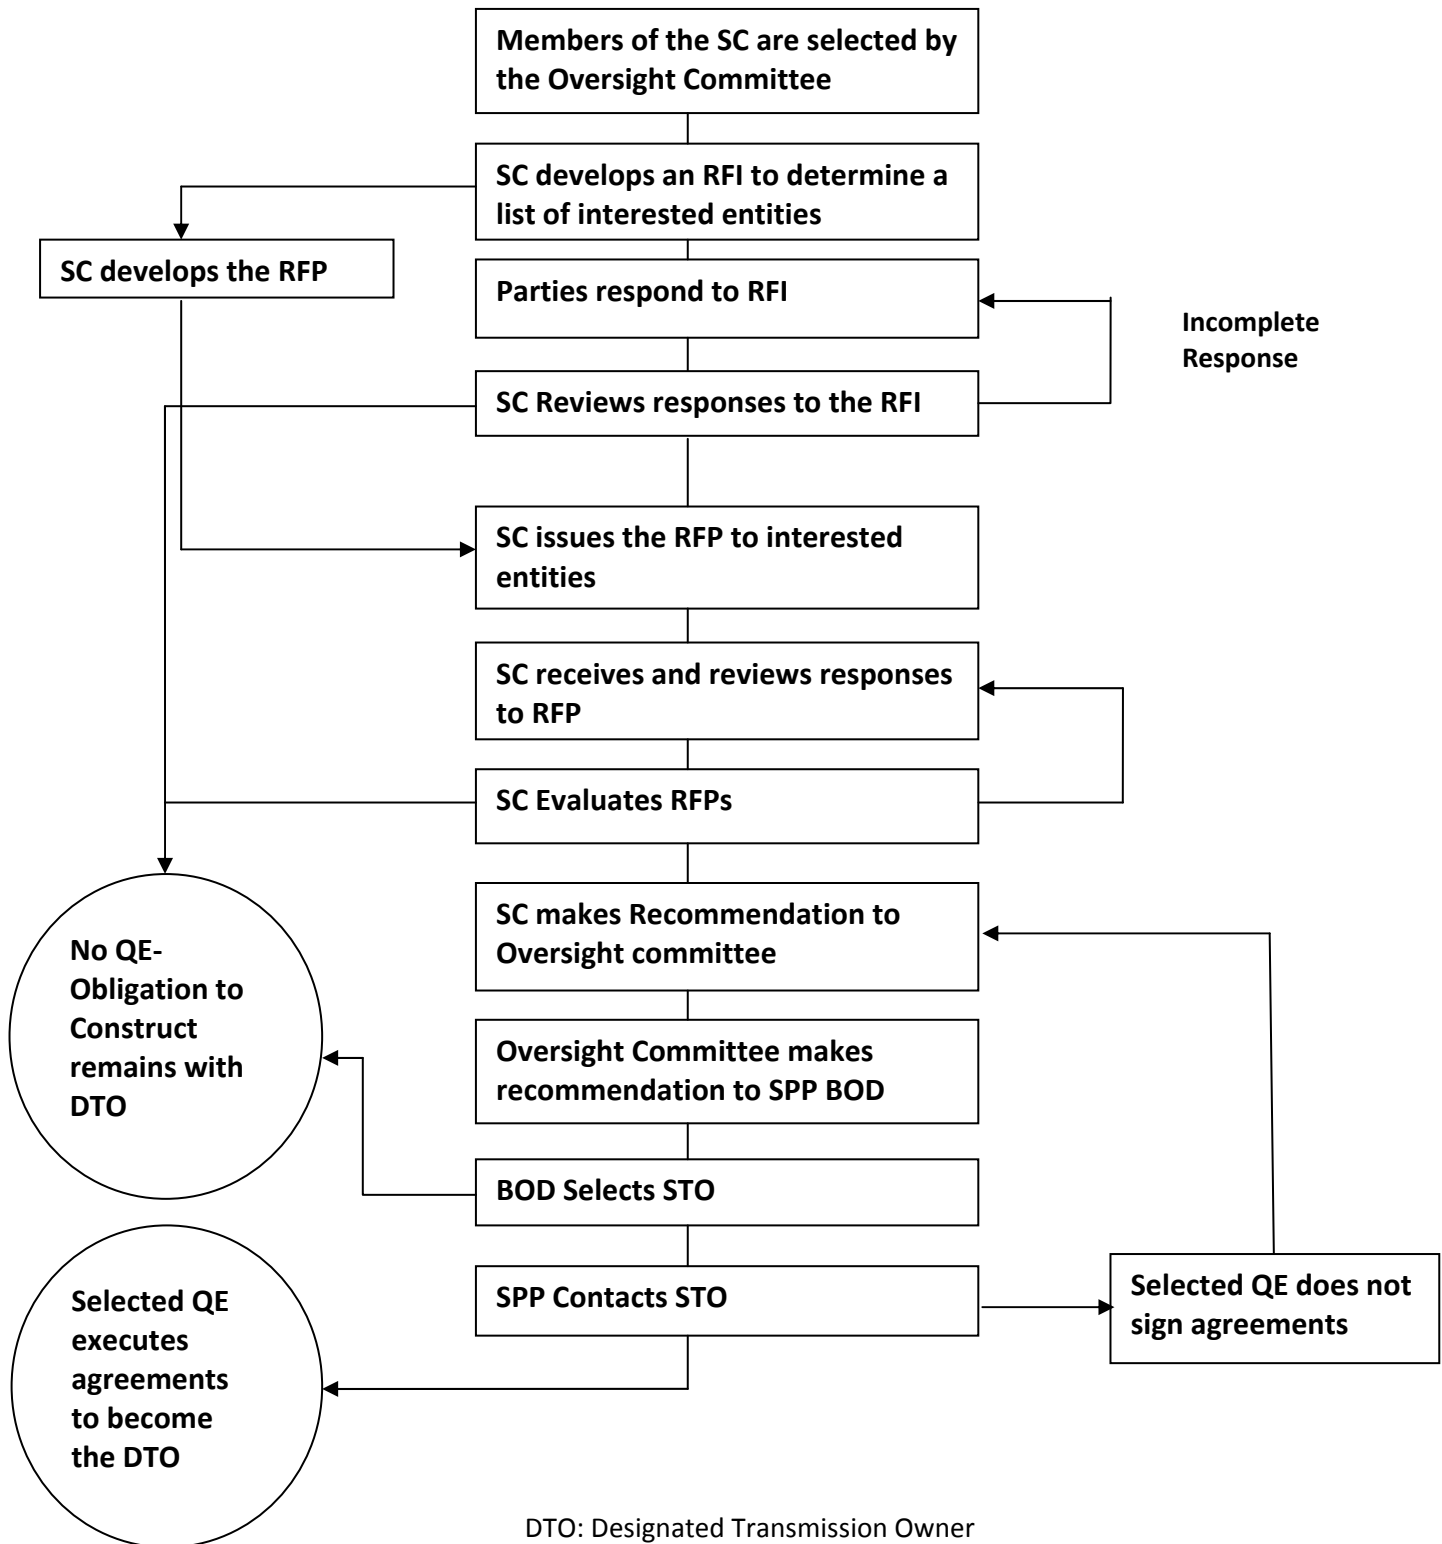 Members of the SC are selected by
the Oversight Committee
SC develops an RFI to determine a
list of interested entities
SC develops the RFP
Parties respond to RFI
Incomplete
Response
SC Reviews responses to the RFI
SC issues the RFP to interested
entities
SC receives and reviews responses
to RFP
SC Evaluates RFPs
SC makes Recommendation to
Oversight committee
No QE-
Obligation to
Construct
remains with
DTO
Oversight Committee makes
recommendation to SPP BOD
BOD Selects STO
SPP Contacts STO
Selected QE does not
sign agreements
Selected QE
executes
agreements
to become
the DTO
DTO: Designated Transmission Owner